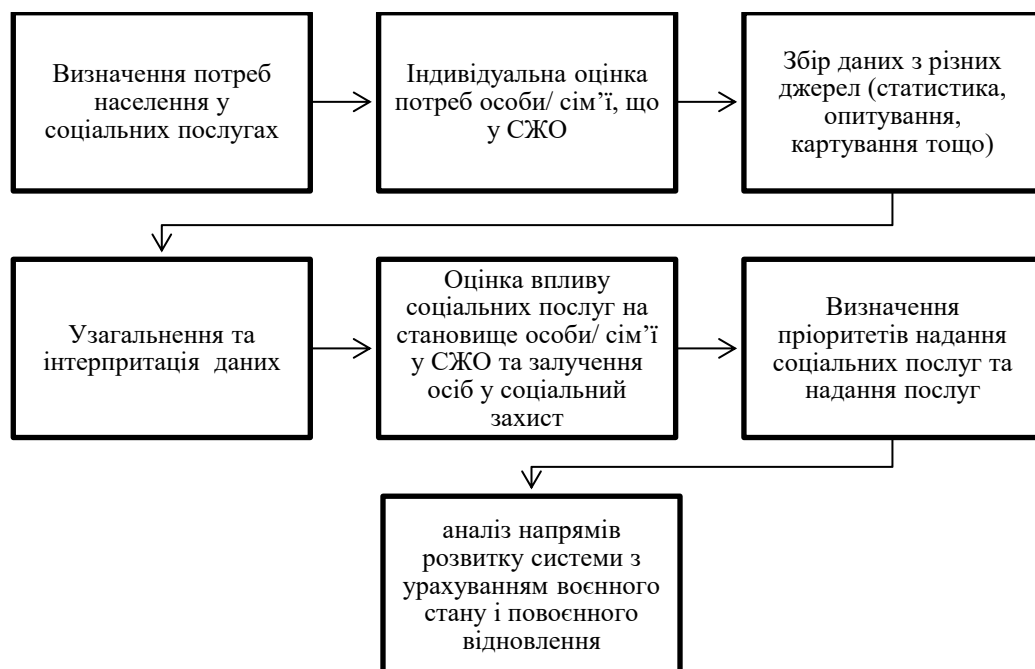 Визначення потреб
населення у
соціальних послугах
Індивідуальна оцінка
потреб особи/ сім’ї, що
у СЖО
Збір даних з різних
джерел (статистика,
опитування,
картування тощо)
Узагальнення та
інтерпритація даних
Оцінка впливу
соціальних послуг на
становище особи/ сім’ї
у СЖО та залучення
осіб у соціальний
захист
Визначення
пріоритетів надання
соціальних послуг та
надання послуг
аналіз напрямів
розвитку системи з
урахуванням воєнного
стану і повоєнного
відновлення